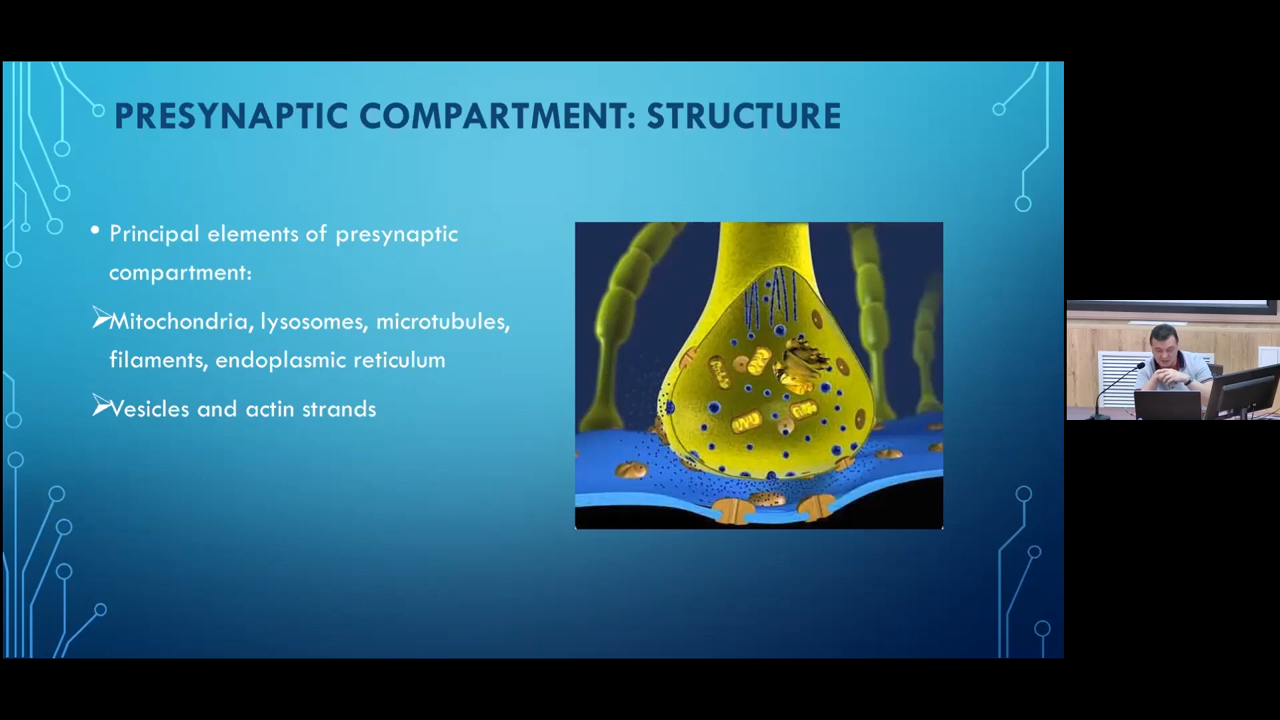 PRESYNAPTIC COMPARTMENT: STRUCTURE
• Principal elements of presynaptic
compartment:
➢Mitochondria, lysosomes, microtubules,
filaments, endoplasmic reticulum
➢Vesicles and actin strands